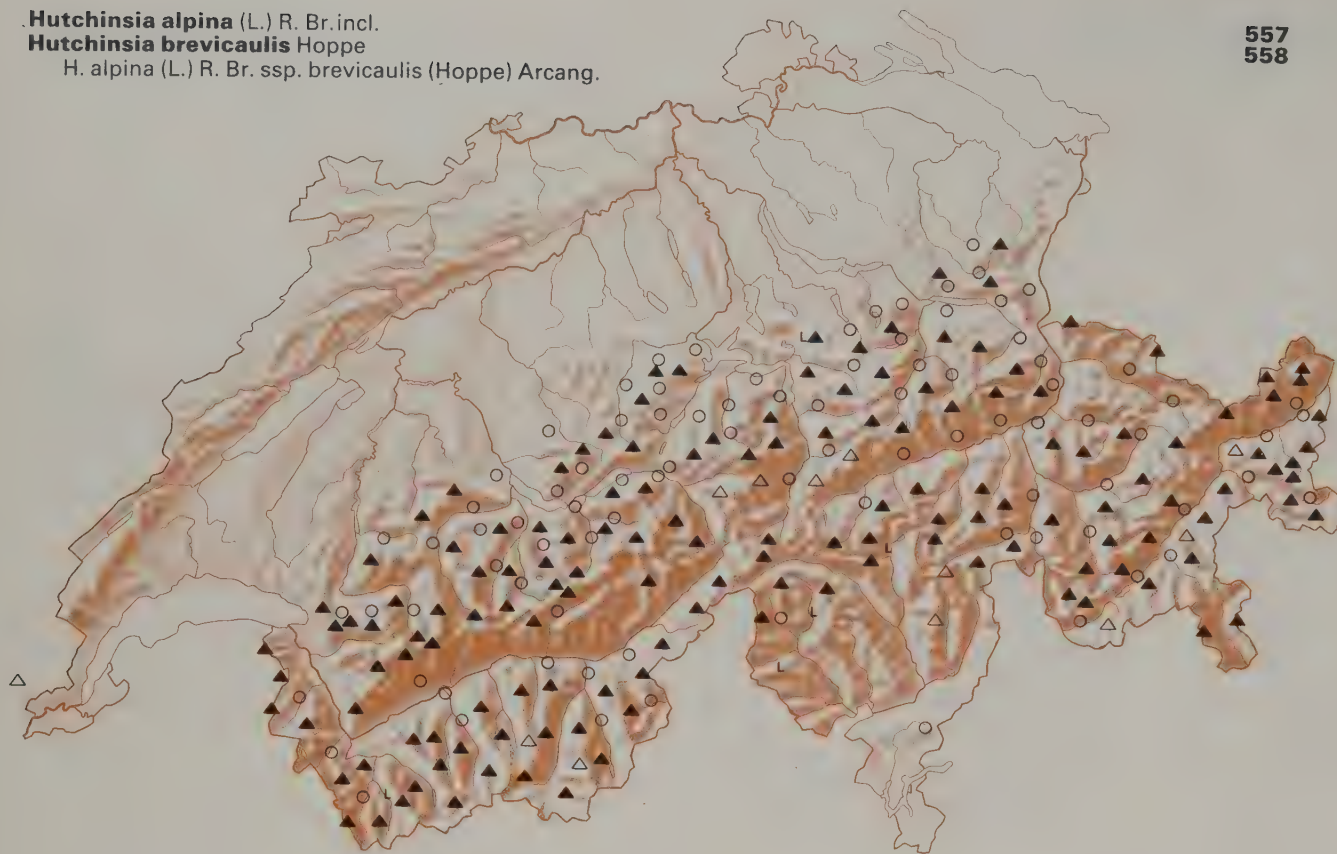 Hutchinsia alpina (L.) R. Br. incl.
Hutchinsia brevicaulis Hoppe
H. alpina (L.) R. Br. ssp. brevicaulis (Hoppe) Arcang.
557
558
L
L
L
L
L